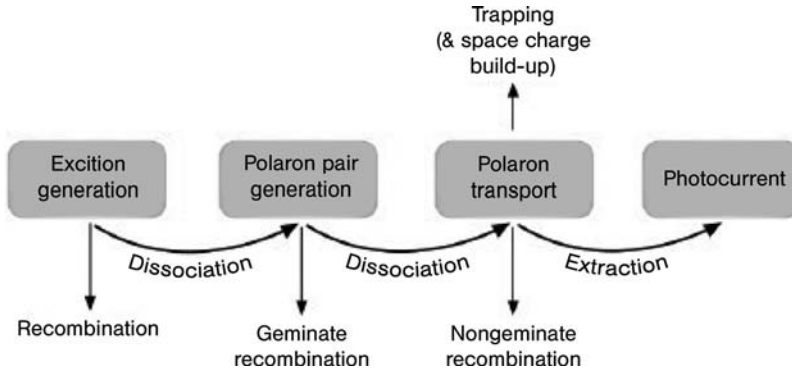 Trapping
(& space charge
build-up)
Excition
generation
Polaron pair
generation
Polaron
transport
Photocurrent
Dissociation
Dissociation
Extraction
Recombination
Geminate
recombination
Nongeminate
recombination